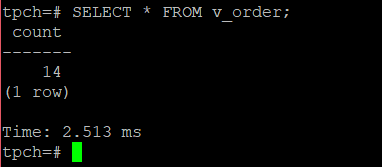 tpch=# SELECT * FROM v_order;
 count
-------
    14
(1 row)

Time: 2.513 ms
tpch=#